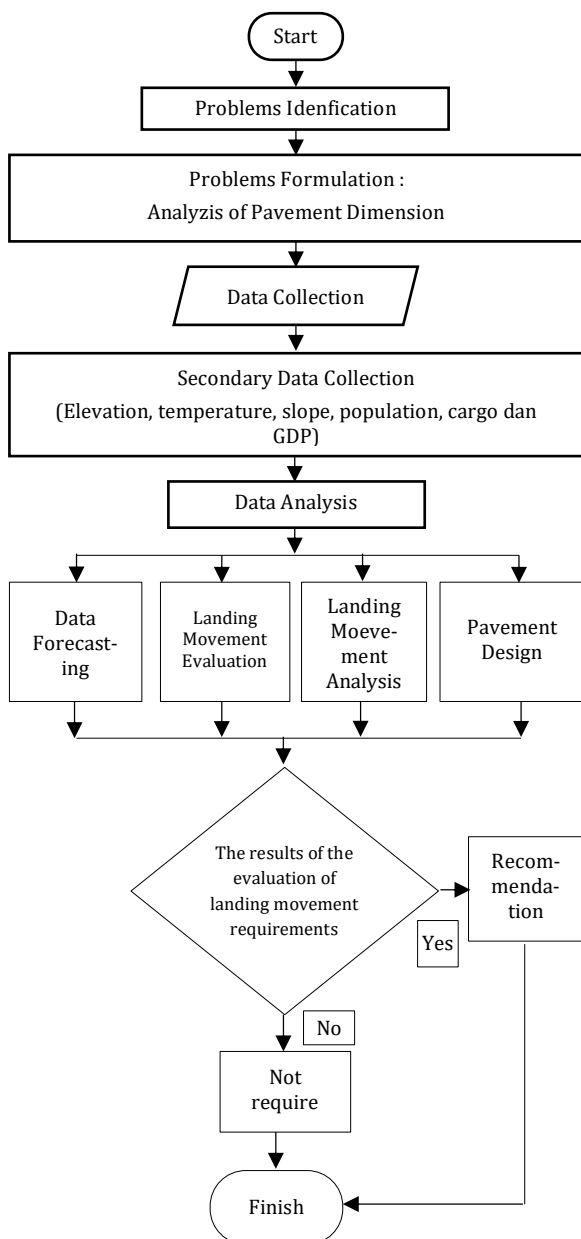 Start
Problems Idenfication
Problems Formulation :
Analyzis of Pavement Dimension
Data Collection
Secondary Data Collection
(Elevation, temperature, slope, population, cargo dan
GDP)
Data Analysis
Data
Forecast-
ing
Landing
Movement
Evaluation
Landing
Moeve-
ment
Analysis
Pavement
Design
The results of the
evaluation of
landing movement
requirements
Recom-
menda-
tion
Yes
No
Not
require
Finish